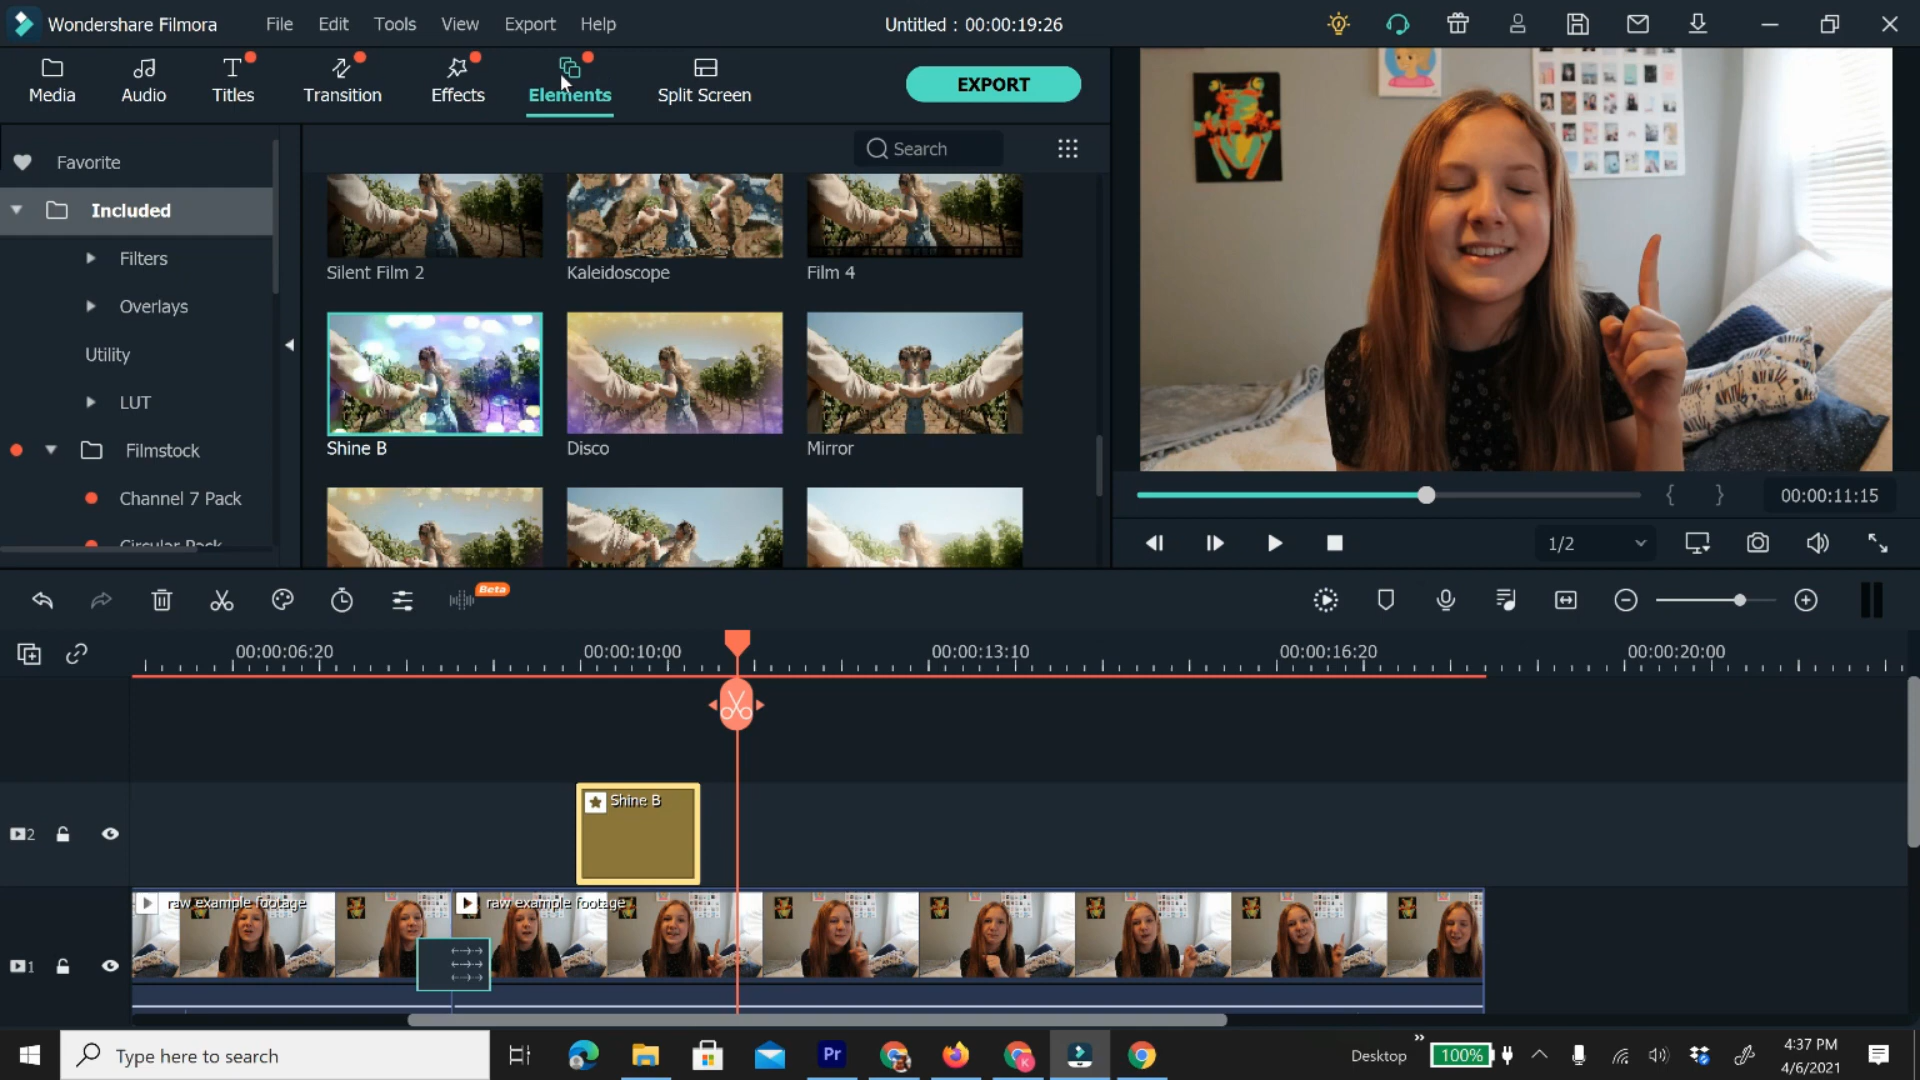 Wondershare Filmora File Edit Tools View Export Help Untitled : 00:00:19:26
Media Audio Titles Transition Effects Elements Split Screen EXPORT
Favorite
Search
Included
Filters
Overlays
Utility
LUT
Filmstock
Channel 7 Pack
Circular Pack
Silent Film 2 Kaleidoscope Film 4
Shine B Disco Mirror
{ } 00:00:11:15
1/2
Beta
00:00:06:20 00:00:10:00 00:00:13:10 00:00:16:20 00:00:20:00
Shine B
2
raw example footage raw example footage
1
Type here to search
Pr
K
Desktop
100%
4:37 PM
4/6/2021